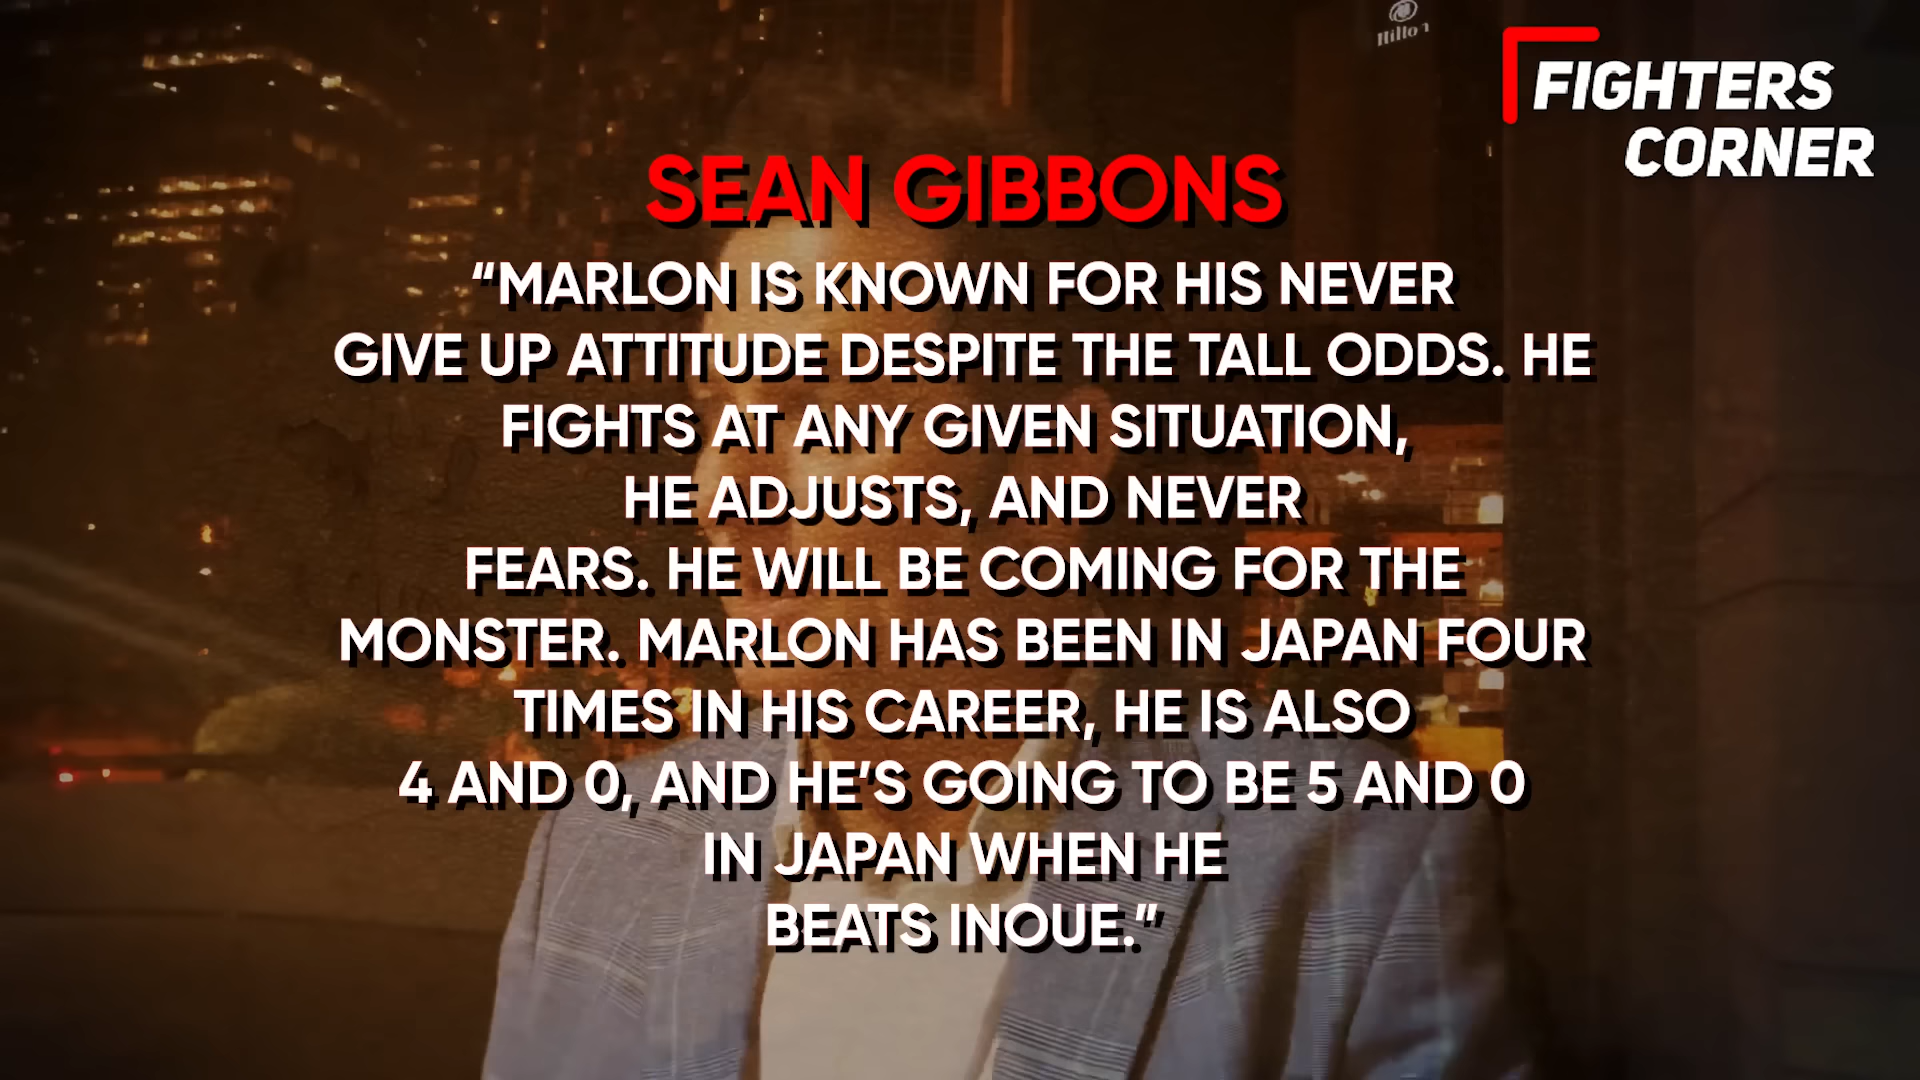 Hilton
FIGHTERS
CORNER
SEAN GIBBONS
“MARLON IS KNOWN FOR HIS NEVER
GIVE UP ATTITUDE DESPITE THE TALL ODDS. HE
FIGHTS AT ANY GIVEN SITUATION,
HE ADJUSTS, AND NEVER
FEARS. HE WILL BE COMING FOR THE
MONSTER. MARLON HAS BEEN IN JAPAN FOUR
TIMES IN HIS CAREER, HE IS ALSO
4 AND 0, AND HE’S GOING TO BE 5 AND 0
IN JAPAN WHEN HE
BEATS INOUE.”